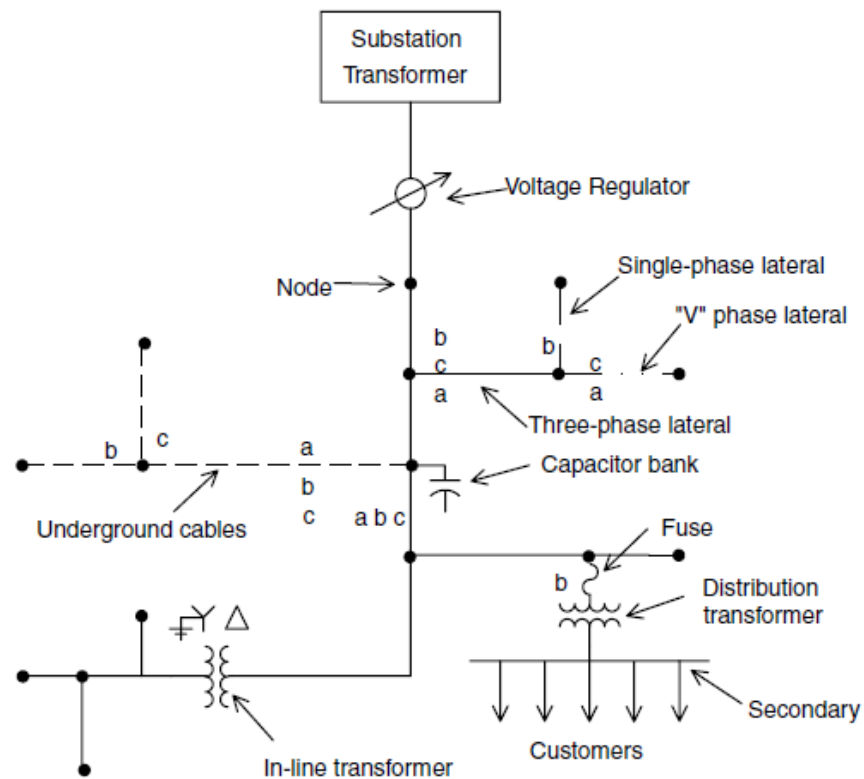 Substation
Transformer
Voltage Regulator
Node
Single-phase lateral
"V" phase lateral
b
c
a
b
c
a
Three-phase lateral
b
c
a
b
c
Capacitor bank
Underground cables
a b c
Fuse
b
Distribution
transformer
Δ
Secondary
Customers
In-line transformer